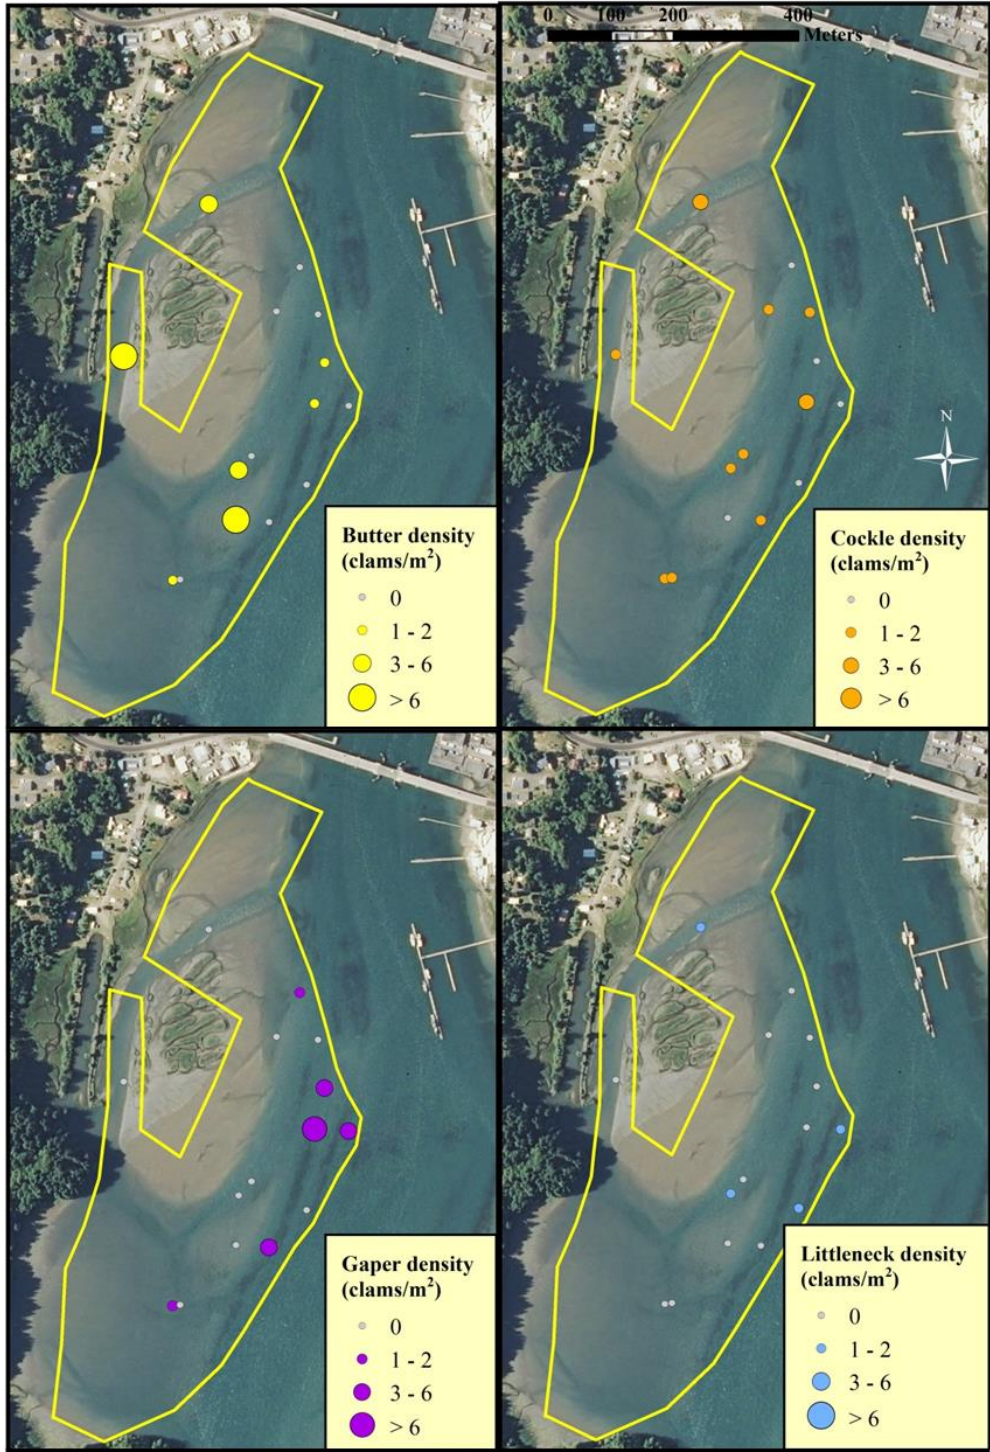 0. 100 200 400
Meters
N
Butter density
(clams/m²)
0
1 - 2
3 - 6
> 6
Cockle density
(clams/m²)
0
1 - 2
3 - 6
> 6
Gaper density
(clams/m²)
0
1 - 2
3 - 6
> 6
Littleneck density
(clams/m²)
0
1 - 2
3 - 6
> 6